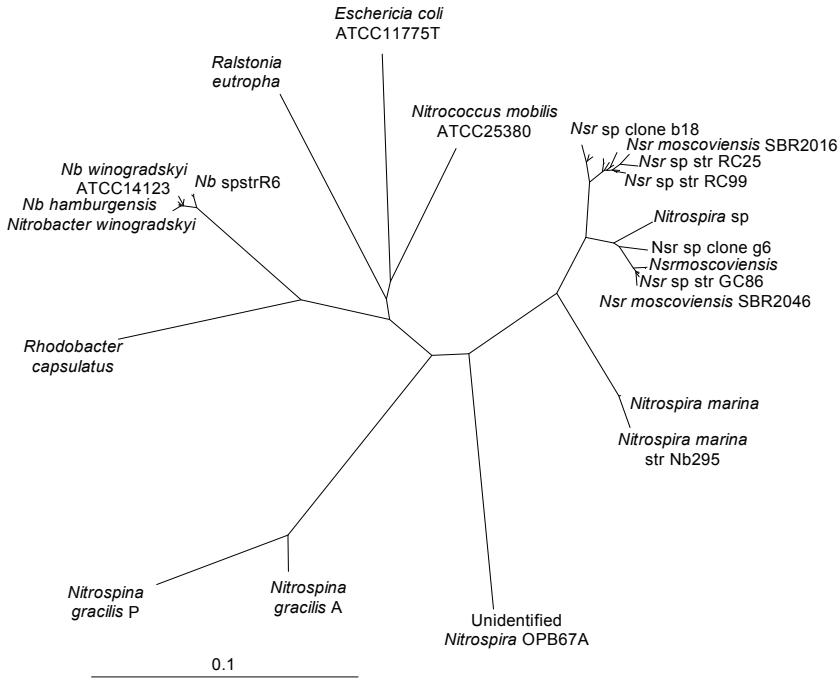 Eschericia coli
ATCC11775T
Ralstonia
eutropha
Nitrococcus mobilis
ATCC25380
Nsr sp clone b18
Nsr moscoviensis SBR2016
Nsr sp str RC25
Nsr sp str RC99
Nb winogradskyi
ATCC14123
Nb spstrR6
Nb hamburgensis
Nitrobacter winogradskyi
Nitrospira sp
Nsr sp clone g6
Nsrmoscoviensis
Nsr sp str GC86
Nsr moscoviensis SBR2046
Rhodobacter
capsulatus
Nitrospira marina
Nitrospira marina
str Nb295
Nitrospina
gracilis P
Nitrospina
gracilis A
Unidentified
Nitrospira OPB67A
0.1